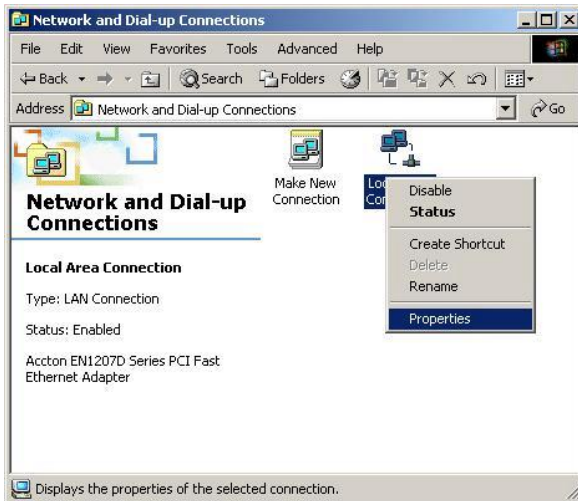 Network and Dial-up Connections
File Edit View Favorites Tools Advanced Help
Back Search Folders
Address Network and Dial-up Connections Go
Network and Dial-up
Connections
Local Area Connection
Type: LAN Connection
Status: Enabled
Accton EN1207D Series PCI Fast
Ethernet Adapter
Make New
Connection
Disable
Status
Create Shortcut
Delete
Rename
Properties
Displays the properties of the selected connection.